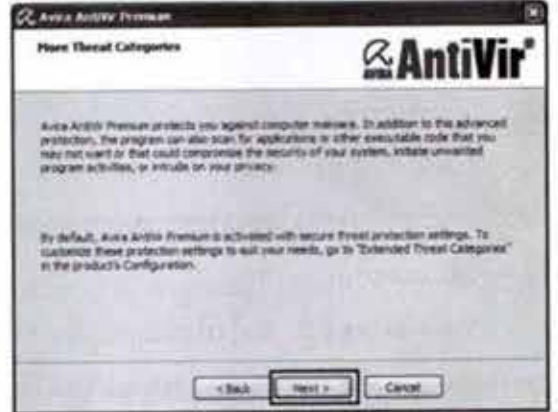 Avira AntiVir Premium
More Threat Categories
AVIRA AntiVir®
Avira AntiVir Premium protects you against computer malware. In addition to this advanced
protection, the program can also scan for applications or other executable code that you
may not want or that could compromise the security of your system, initiate unwanted
program activities, or intrude on your privacy.
By default, Avira AntiVir Premium is activated with secure threat protection settings. To
customize these protection settings to suit your needs, go to "Extended Threat Categories"
in the product's Configuration.
< Back
Next >
Cancel